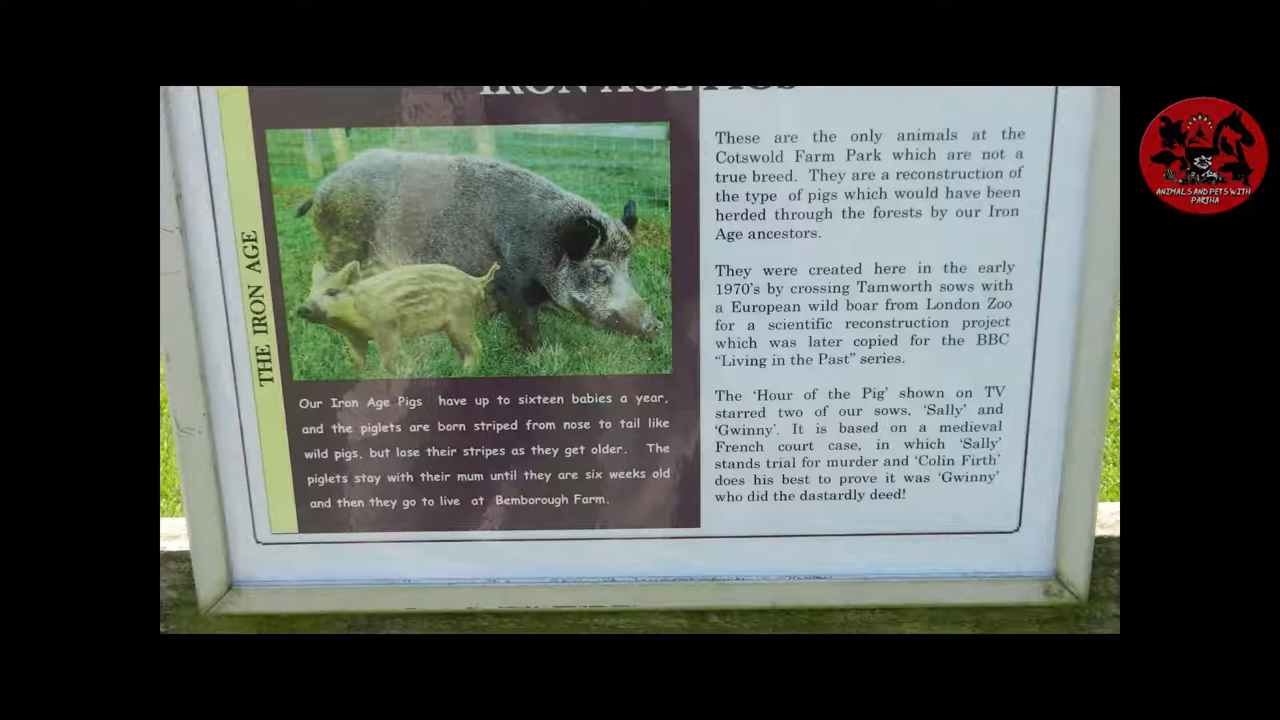 IRON AGE PIGS
THE IRON AGE
Our Iron Age Pigs have up to sixteen babies a year,
and the piglets are born striped from nose to tail like
wild pigs, but lose their stripes as they get older. The
piglets stay with their mum until they are six weeks old
and then they go to live at Bemborough Farm.
These are the only animals at the
Cotswold Farm Park which are not a
true breed. They are a reconstruction of
the type of pigs which would have been
herded through the forests by our Iron
Age ancestors.
They were created here in the early
1970's by crossing Tamworth sows with
a European wild boar from London Zoo
for a scientific reconstruction project
which was later copied for the BBC
“Living in the Past” series.
The ‘Hour of the Pig’ shown on TV
starred two of our sows, ‘Sally’ and
‘Gwinny’. It is based on a medieval
French court case, in which ‘Sally’
stands trial for murder and ‘Colin Firth’
does his best to prove it was ‘Gwinny’
who did the dastardly deed!
ANIMALS AND PETS WITH
PARTHA